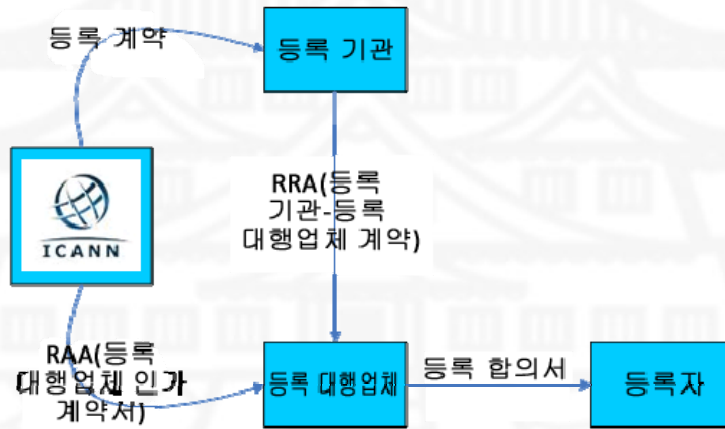 등록 계약
등록 기관
ICANN
RRA(등록
기관-등록
대행업체 계약)
RAA(등록
대행업체 인가
계약서)
등록 대행업체
등록 합의서
등록자